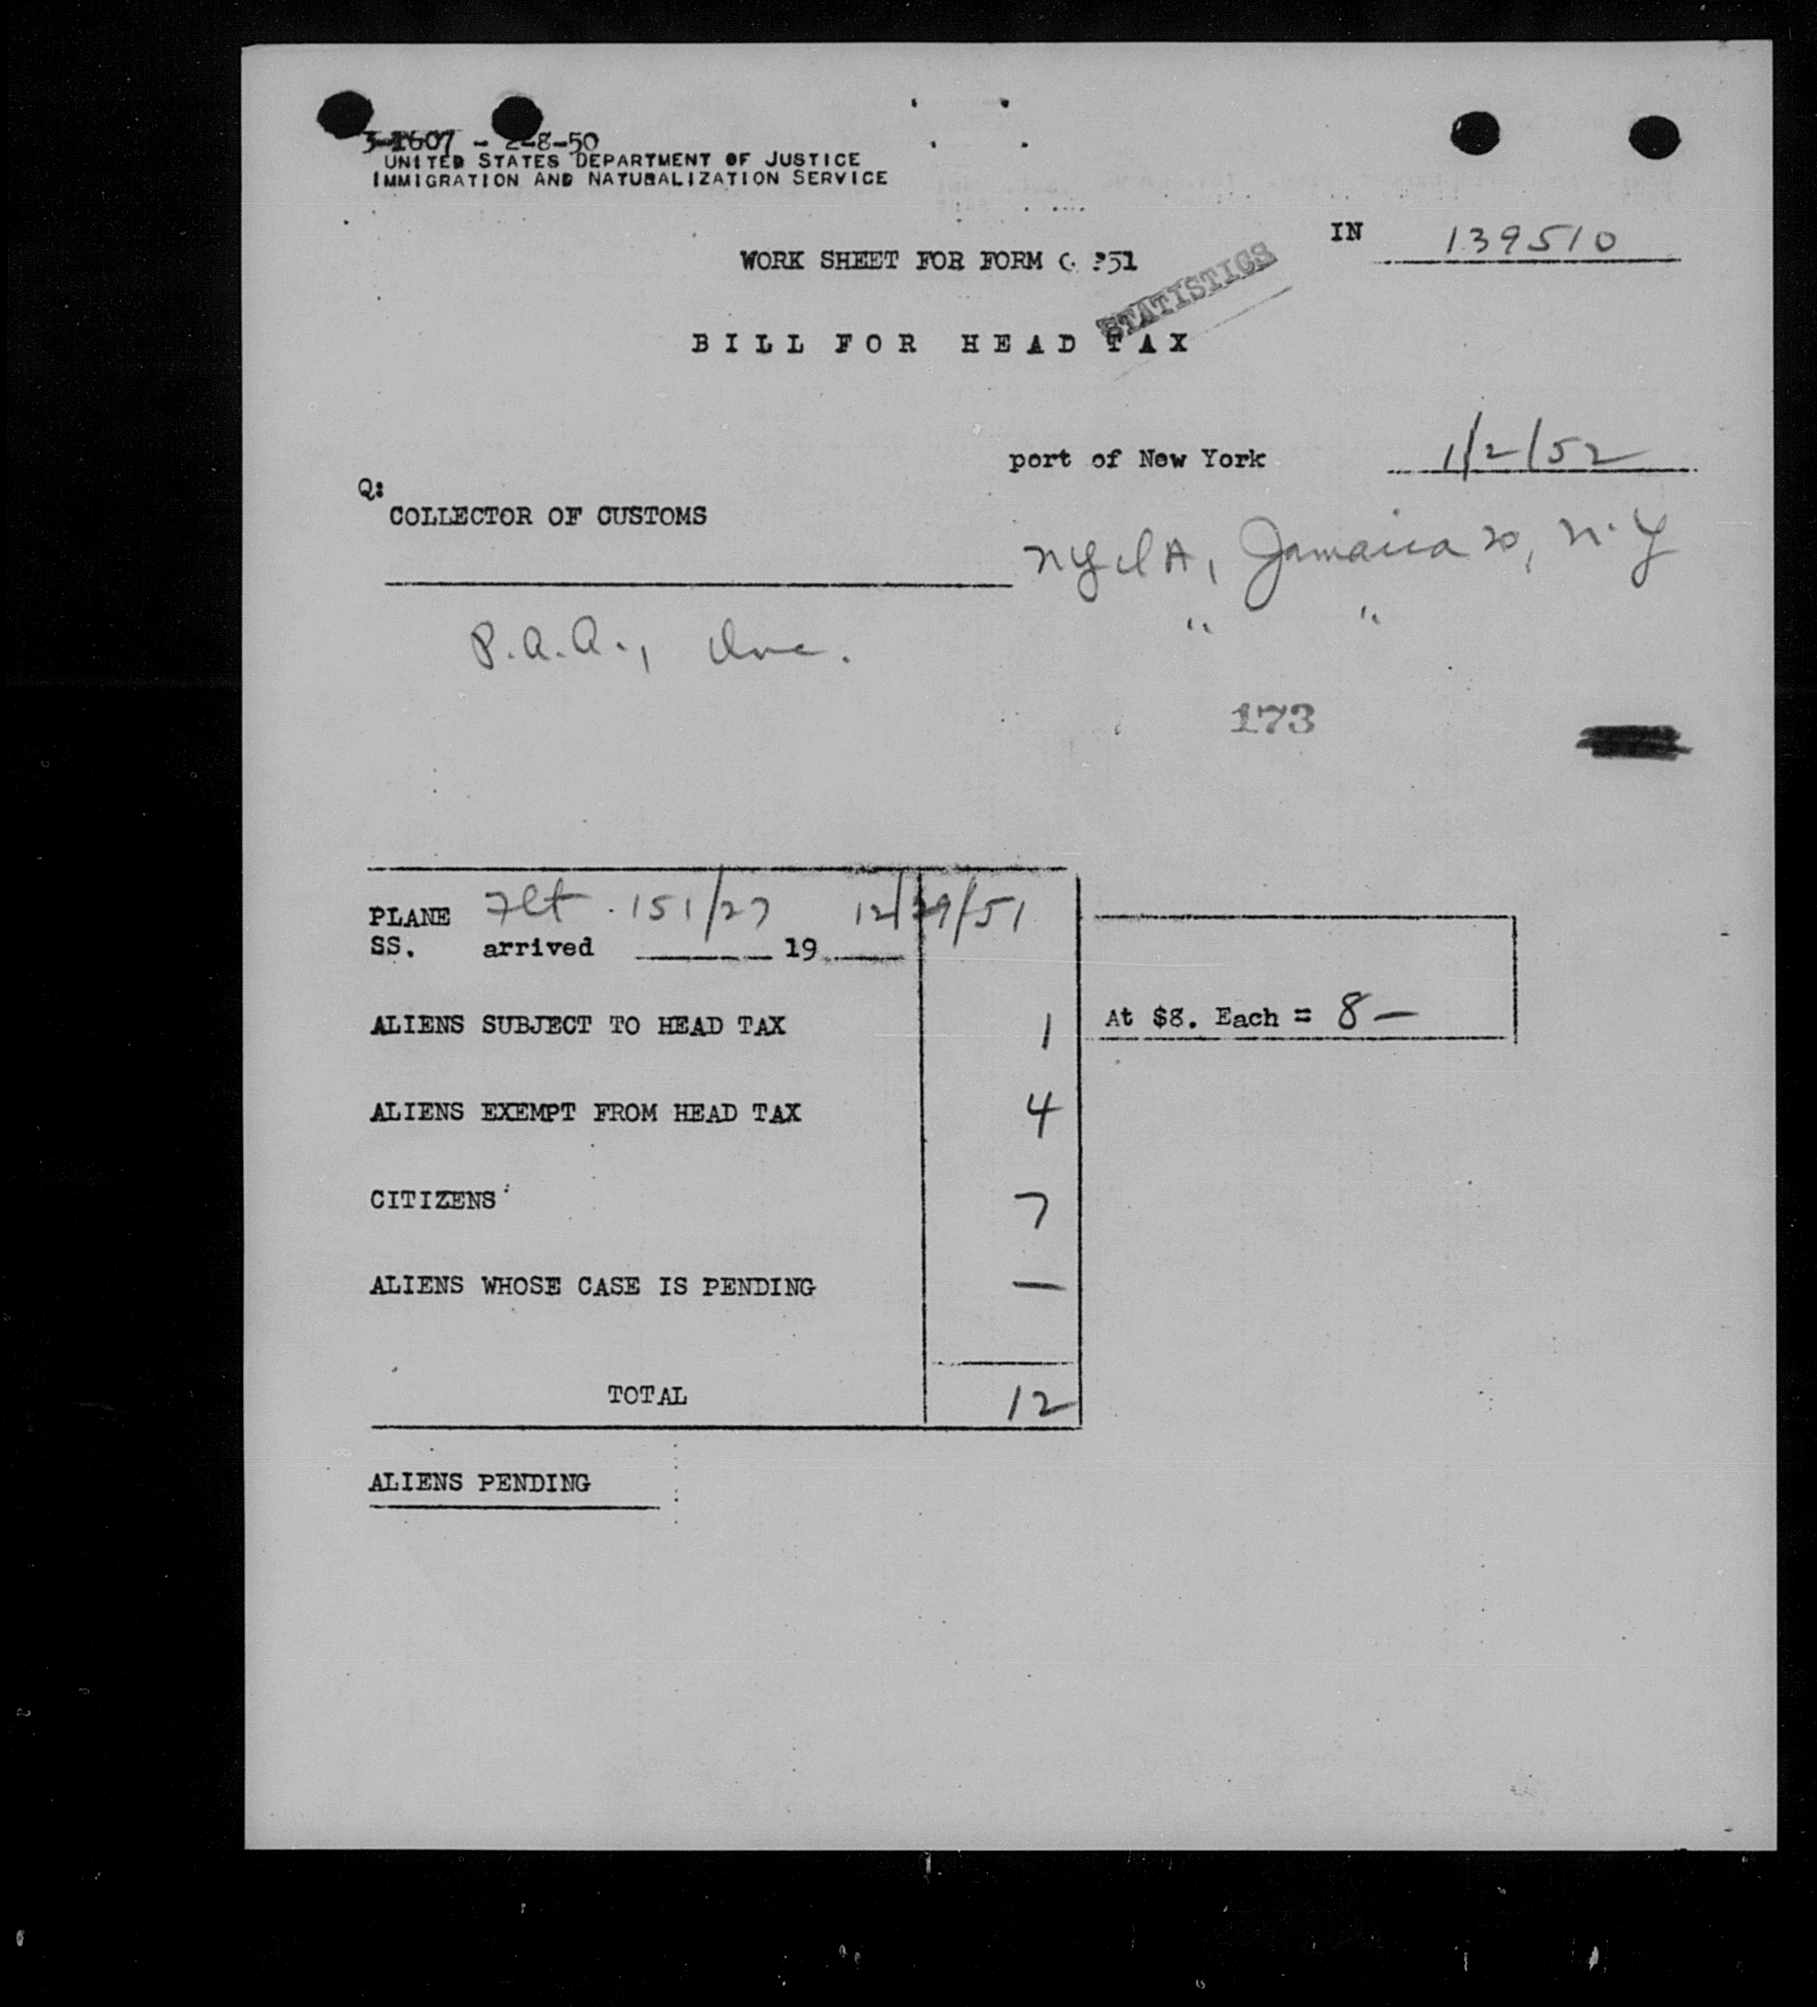 3-1607 - 2-8-50
UNITED STATES DEPARTMENT OF JUSTICE
IMMIGRATION AND NATURALIZATION SERVICE
IN 139510
WORK SHEET FOR FORM 351
STATISTICS
BILL FOR HEAD TAX
port of New York 1/2/52
Q:
COLLECTOR OF CUSTOMS
NYIA, Jamaica 20, N.Y
P.A.A., Inc. " "
173
PLANE Flt. 151/27 12/29/51
SS. arrived 19
ALIENS SUBJECT TO HEAD TAX 1 At $8. Each = 8 —
ALIENS EXEMPT FROM HEAD TAX 4
CITIZENS 7
ALIENS WHOSE CASE IS PENDING —
TOTAL 12
ALIENS PENDING